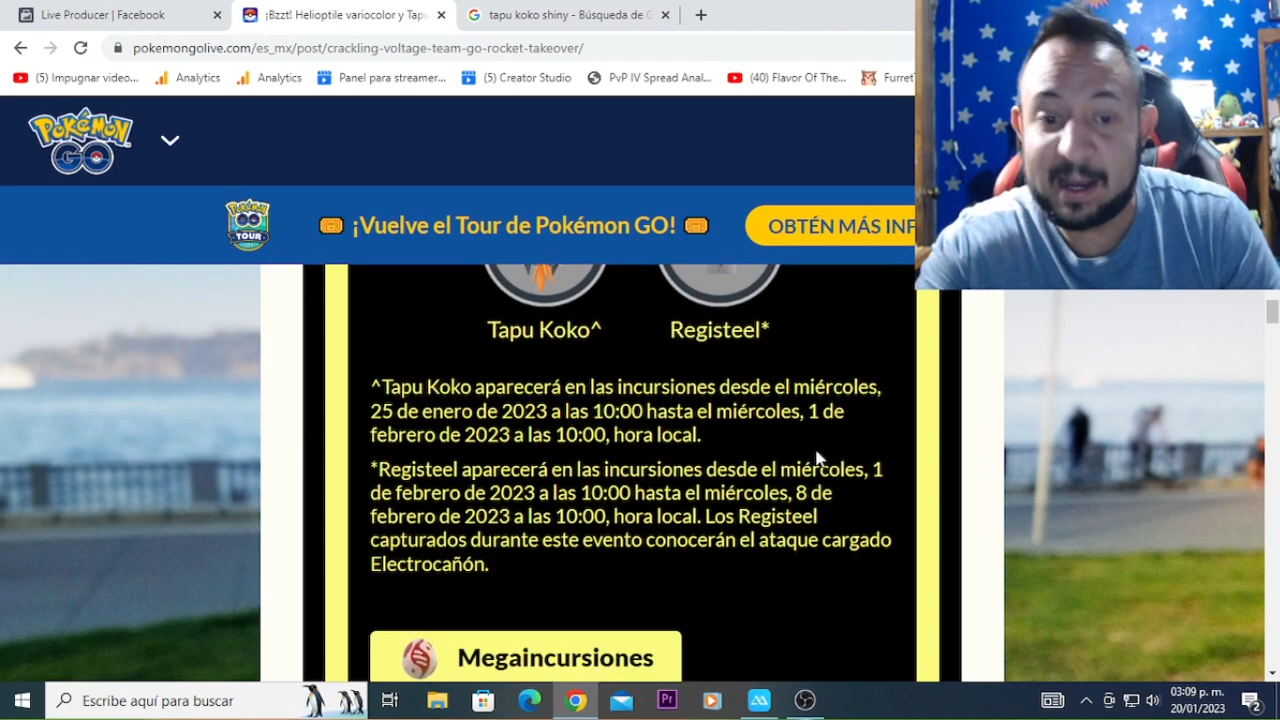 Live Producer | Facebook
¡Bzzt! Helioptile variocolor y Tapu
tapu koko shiny - Búsqueda de G
pokemongolive.com/es_mx/post/crackling-voltage-team-go-rocket-takeover/
(5) Impugnar video...
Analytics
Analytics
Panel para streamer...
(5) Creator Studio
PvP IV Spread Anal...
(40) Flavor Of The...
Furret
POKÉMON
GO
POKÉMON
GO
TOUR
¡Vuelve el Tour de Pokémon GO!
OBTÉN MÁS INF
Tapu Koko^
Registeel*
^Tapu Koko aparecerá en las incursiones desde el miércoles,
25 de enero de 2023 a las 10:00 hasta el miércoles, 1 de
febrero de 2023 a las 10:00, hora local.
*Registeel aparecerá en las incursiones desde el miércoles, 1
de febrero de 2023 a las 10:00 hasta el miércoles, 8 de
febrero de 2023 a las 10:00, hora local. Los Registeel
capturados durante este evento conocerán el ataque cargado
Electrocañón.
Megaincursiones
Escribe aquí para buscar
Pr
03:09 p. m.
20/01/2023
2